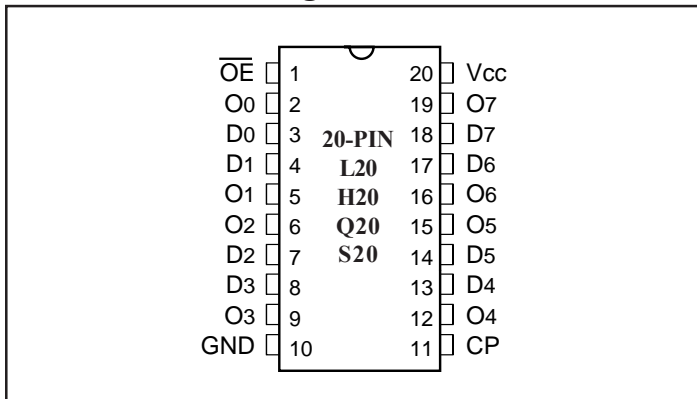 O̅E̅ 1 20 Vcc
O0 2 19 O7
D0 3 20-PIN 18 D7
D1 4 L20 17 D6
O1 5 H20 16 O6
O2 6 Q20 15 O5
D2 7 S20 14 D5
D3 8 13 D4
O3 9 12 O4
GND 10 11 CP